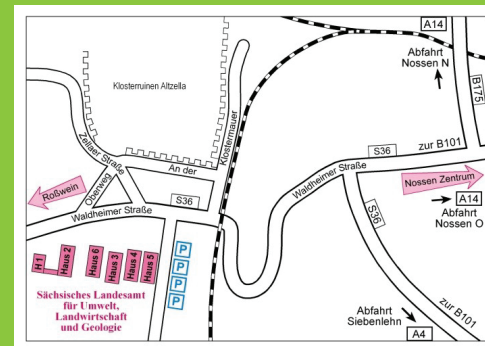 A14
Abfahrt
Nossen N
B175
Klosterruinen Altzella
Klostermauer
Zellaer Straße
An der
zur B101
S36
Waldheimer Straße
Nossen Zentrum
Roßwein
Oberweg
S36
Waldheimer Straße
A14
Abfahrt
Nossen O
S36
H 1
Haus 2
Haus 6
Haus 3
Haus 4
Haus 5
P
P
P
P
Sächsisches Landesamt
für Umwelt,
Landwirtschaft
und Geologie
zur B101
Abfahrt
Siebenlehn
A4